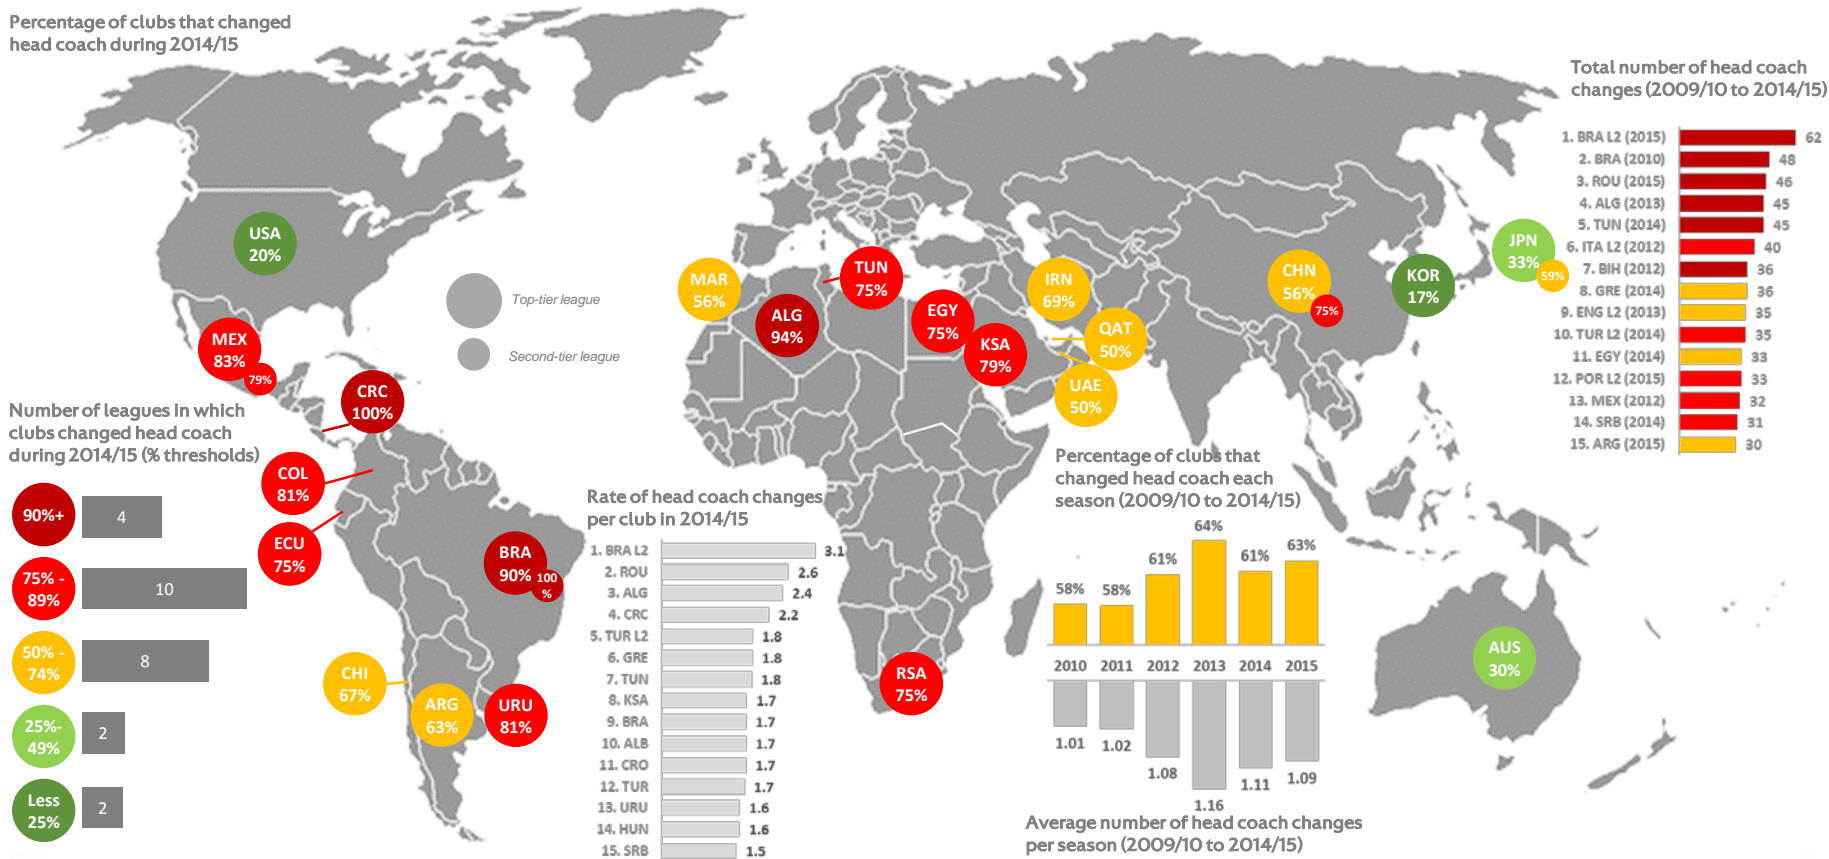 Percentage of clubs that changed
head coach during 2014/15
USA
20%
MEX
83%
79%
CRC
100%
COL
81%
ECU
75%
BRA
90%
100
%
CHI
67%
ARG
63%
URU
81%
Top-tier league
Second-tier league
MAR
56%
ALG
94%
TUN
75%
EGY
75%
KSA
79%
IRN
69%
QAT
50%
UAE
50%
RSA
75%
CHN
56%
75%
KOR
17%
JPN
33%
59%
AUS
30%
Number of leagues in which
clubs changed head coach
during 2014/15 (% thresholds)
90%+
4
75% -
89%
10
50% -
74%
8
25%-
49%
2
Less
25%
2
Rate of head coach changes
per club in 2014/15
1. BRA L2 3.1
2. ROU 2.6
3. ALG 2.4
4. CRC 2.2
5. TUR L2 1.8
6. GRE 1.8
7. TUN 1.8
8. KSA 1.7
9. BRA 1.7
10. ALB 1.7
11. CRO 1.7
12. TUR 1.7
13. URU 1.6
14. HUN 1.6
15. SRB 1.5
Percentage of clubs that
changed head coach each
season (2009/10 to 2014/15)
58% 58% 61% 64% 61% 63%
2010 2011 2012 2013 2014 2015
1.01 1.02 1.08 1.16 1.11 1.09
Average number of head coach changes
per season (2009/10 to 2014/15)
Total number of head coach
changes (2009/10 to 2014/15)
1. BRA L2 (2015) 62
2. BRA (2010) 48
3. ROU (2015) 46
4. ALG (2013) 45
5. TUN (2014) 45
6. ITA L2 (2012) 40
7. BIH (2012) 36
8. GRE (2014) 36
9. ENG L2 (2013) 35
10. TUR L2 (2014) 35
11. EGY (2014) 33
12. POR L2 (2015) 33
13. MEX (2012) 32
14. SRB (2014) 31
15. ARG (2015) 30